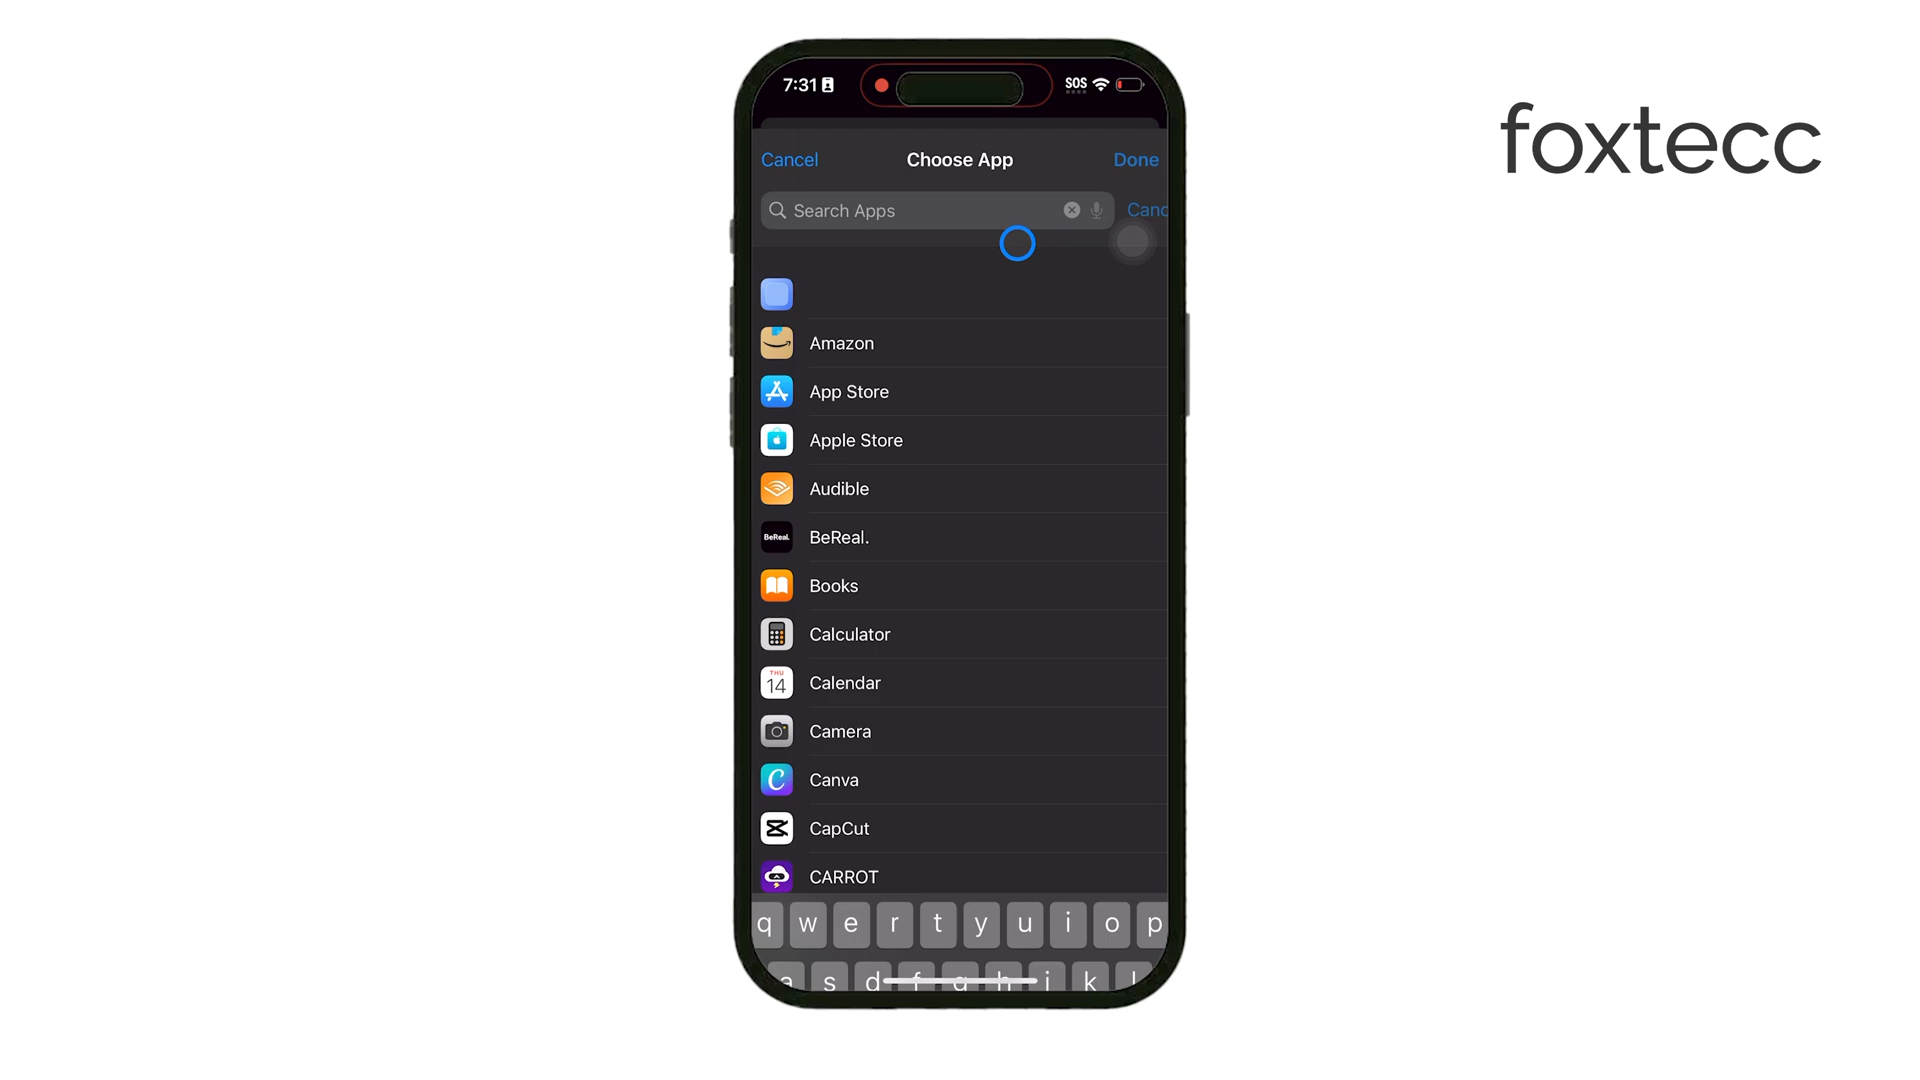 foxtecc
7:31
SOS
Cancel
Choose App
Done
Search Apps
Canc
Amazon
App Store
Apple Store
Audible
BeReal.
BeReal.
Books
Calculator
THU
14
Calendar
Camera
C
Canva
CapCut
CARROT
q w e r t y u i o p
a s d f g h j k l